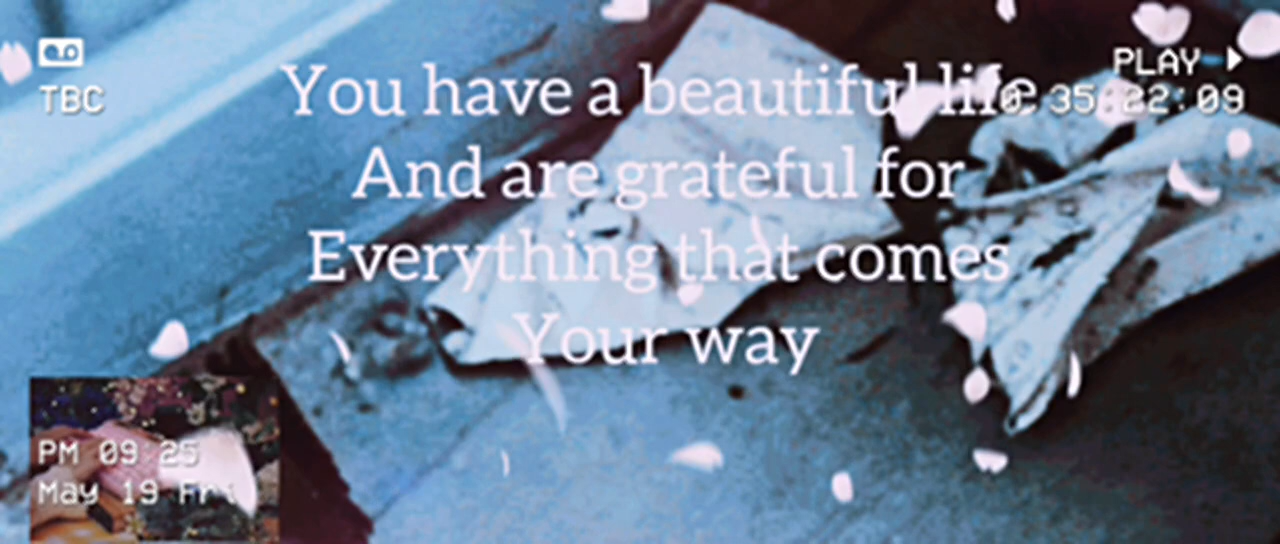 TBC
PLAY
0:35:22:09
You have a beautiful life
And are grateful for
Everything that comes
Your way
PM 09 25
May 19 Fri